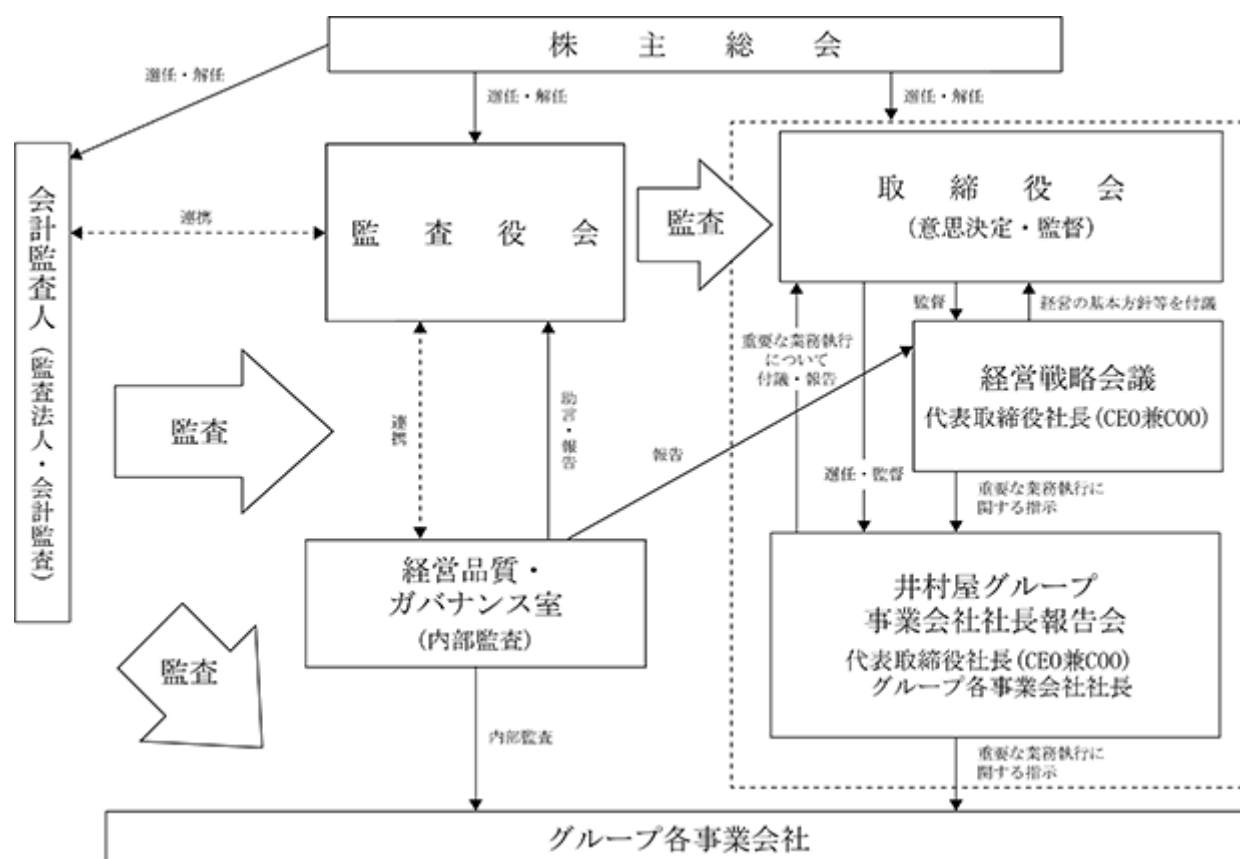 株主総会
選任・解任
選任・解任
選任・解任
会計監査人（監査法人・会計監査）
連携
監査役会
監査
取締役会
(意思決定・監督)
監督
経営の基本方針等を付議
重要な業務執行
について
付議・報告
経営戦略会議
代表取締役社長(CEO兼COO)
監査
連携
助言・報告
報告
選任・監督
重要な業務執行に
関する指示
経営品質・
ガバナンス室
(内部監査)
井村屋グループ
事業会社社長報告会
代表取締役社長(CEO兼COO)
グループ各事業会社社長
監査
内部監査
重要な業務執行に
関する指示
グループ各事業会社